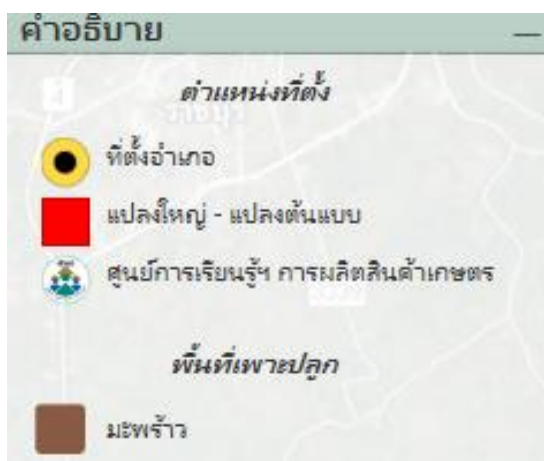 คำอธิบาย
ตำแหน่งที่ตั้ง
ที่ตั้งอำเภอ
แปลงใหญ่ - แปลงต้นแบบ
ศูนย์การเรียนรู้ฯ การผลิตสินค้าเกษตร
พื้นที่เพาะปลูก
มะพร้าว